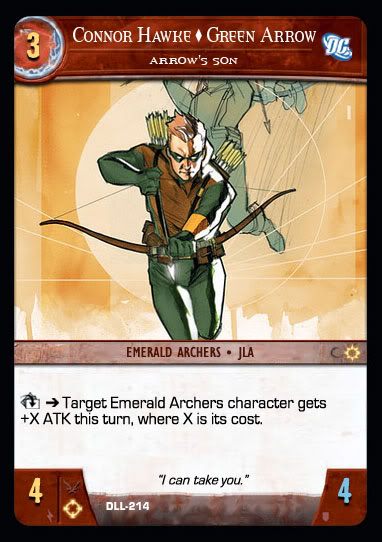 3
CONNOR HAWKE ♦ GREEN ARROW
DC
ARROW'S SON
EMERALD ARCHERS • JLA
➔ Target Emerald Archers character gets
+X ATK this turn, where X is its cost.
"I can take you."
4
DLL-214
4